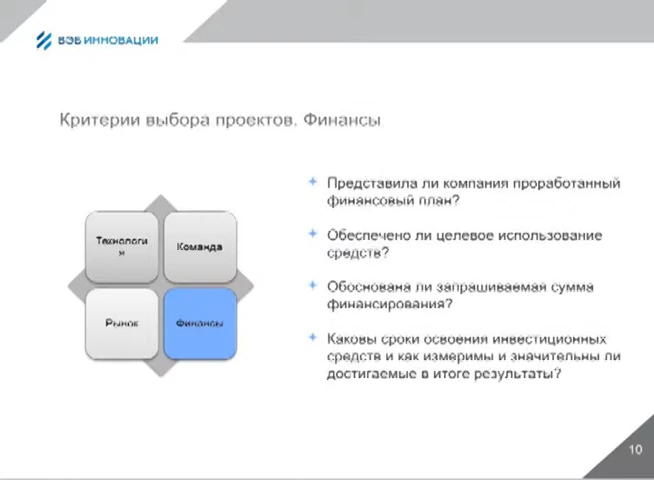 ВЭБ ИННОВАЦИИ
Критерии выбора проектов. Финансы
Технологи
я
Команда
Рынок
Финансы
Представила ли компания проработанный
финансовый план?
Обеспечено ли целевое использование
средств?
Обоснована ли запрашиваемая сумма
финансирования?
Каковы сроки освоения инвестиционных
средств и как измеримы и значительны ли
достигаемые в итоге результаты?
10